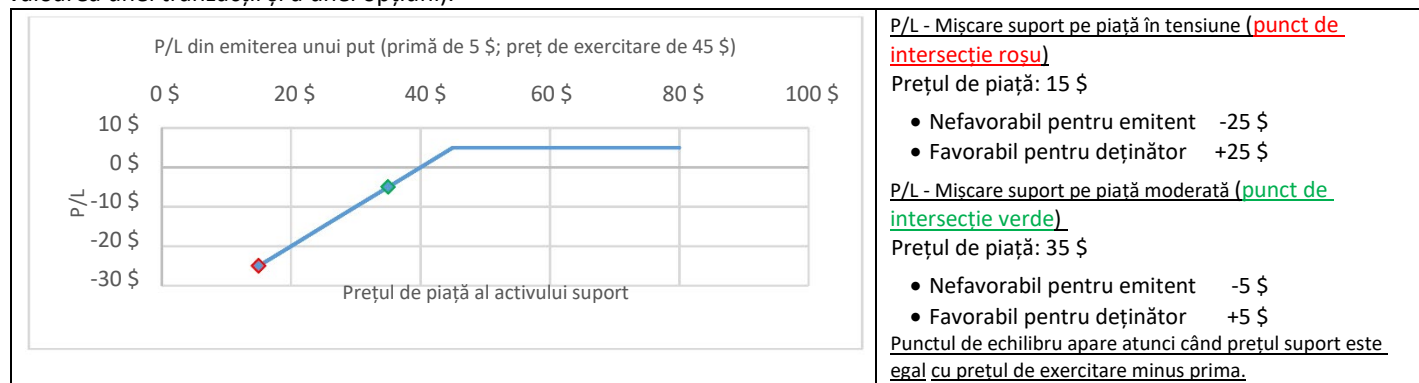 valoarea unei tranzacții și a unei opțiuni).
P/L din emiterea unui put (primă de 5 $; preț de exercitare de 45 $)
0 $ 20 $ 40 $ 60 $ 80 $ 100 $
10 $
0 $
-10 $
-20 $
-30 $
P/L
Prețul de piață al activului suport
P/L - Mișcare suport pe piață în tensiune (punct de
intersecție roșu)
Prețul de piață: 15 $
• Nefavorabil pentru emitent -25 $
• Favorabil pentru deținător +25 $
P/L - Mișcare suport pe piață moderată (punct de
intersecție verde)
Prețul de piață: 35 $
• Nefavorabil pentru emitent -5 $
• Favorabil pentru deținător +5 $
Punctul de echilibru apare atunci când prețul suport este
egal cu prețul de exercitare minus prima.